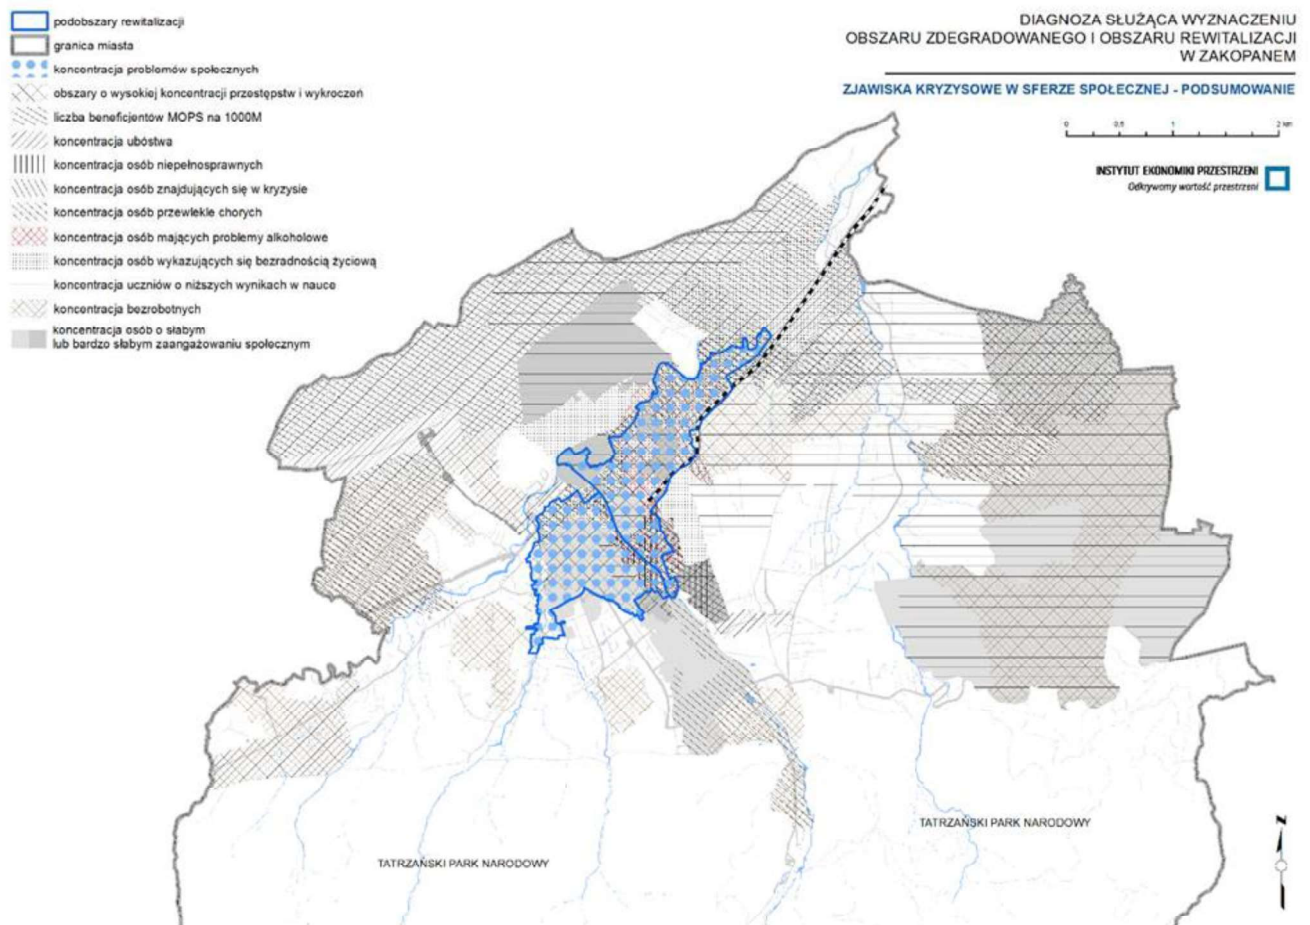 podobszary rewitalizacji
granica miasta
koncentracja problemów społecznych
obszary o wysokiej koncentracji przestępstw i wykroczeń
liczba beneficjentów MOPS na 1000M
koncentracja ubóstwa
koncentracja osób niepełnosprawnych
koncentracja osób znajdujących się w kryzysie
koncentracja osób przewlekle chorych
koncentracja osób mających problemy alkoholowe
koncentracja osób wykazujących się bezradnością życiową
koncentracja uczniów o niższych wynikach w nauce
koncentracja bezrobotnych
koncentracja osób o słabym
lub bardzo słabym zaangażowaniu społecznym
DIAGNOZA SŁUŻĄCA WYZNACZENIU
OBSZARU ZDEGRADOWANEGO I OBSZARU REWITALIZACJI
W ZAKOPANEM
ZJAWISKA KRYZYSOWE W SFERZE SPOŁECZNEJ - PODSUMOWANIE
0 0,5 1 2 km
INSTYTUT EKONOMIKI PRZESTRZENI
Odkrywamy wartość przestrzeni
TATRZAŃSKI PARK NARODOWY
TATRZAŃSKI PARK NARODOWY
N